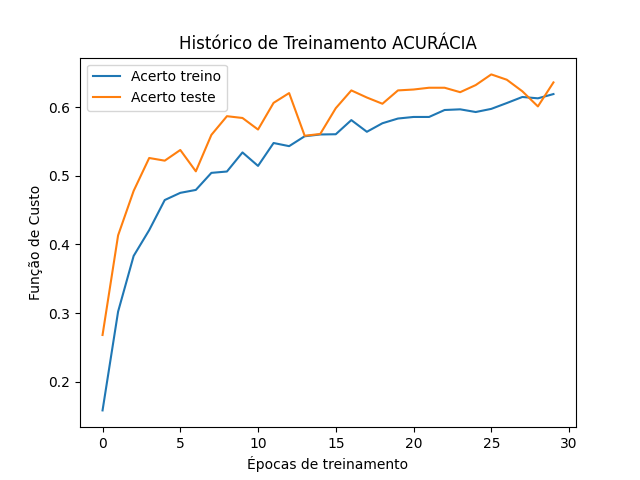 Histórico de Treinamento ACURÁCIA
Acerto treino
Acerto teste
Função de Custo
0.6
0.5
0.4
0.3
0.2
0 5 10 15 20 25 30
Épocas de treinamento